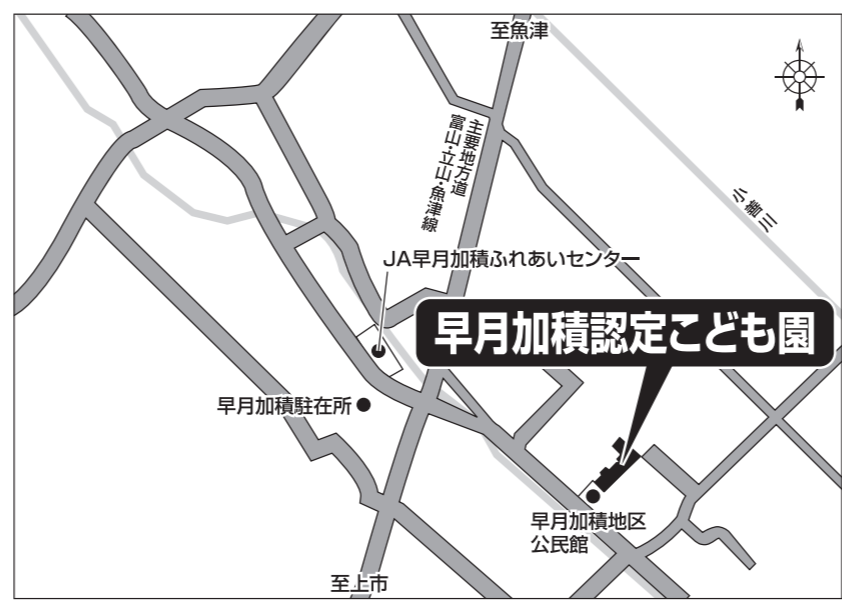 至魚津
主要地方道
富山・立山・魚津線
小善川
JA早月加積ふれあいセンター
早月加積認定こども園
早月加積駐在所
早月加積地区
公民館
至上市